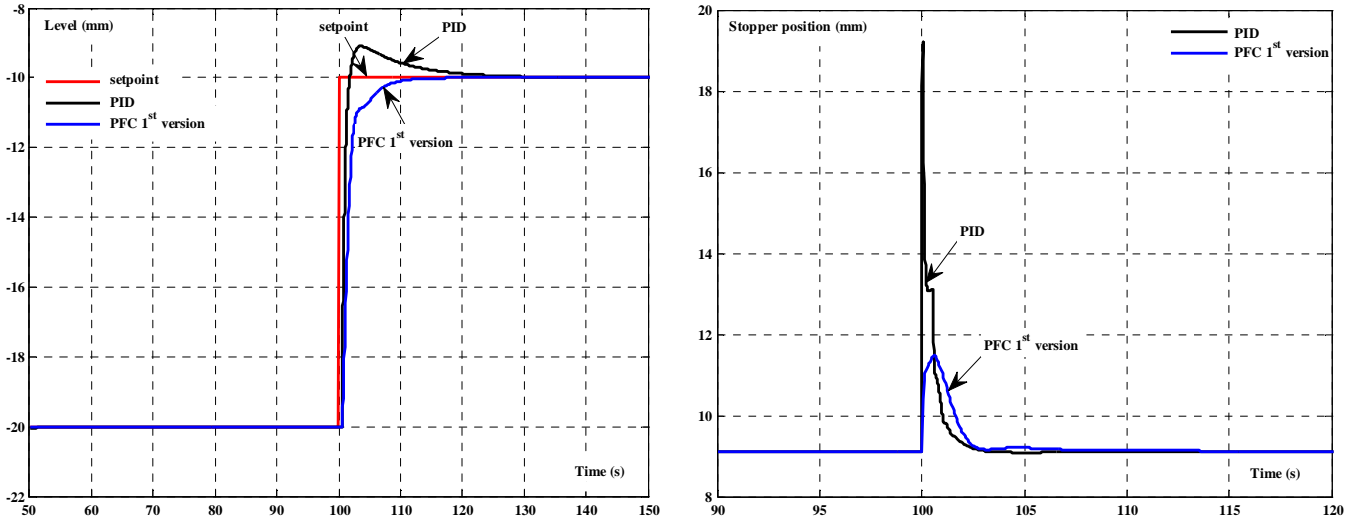 Level (mm)
setpoint
PID
setpoint
PID
PFC 1st version
PFC 1st version
Time (s)
-8
-10
-12
-14
-16
-18
-20
-22
50
60
70
80
90
100
110
120
130
140
150
Stopper position (mm)
PID
PFC 1st version
PID
PFC 1st version
Time (s)
20
18
16
14
12
10
8
90
95
100
105
110
115
120